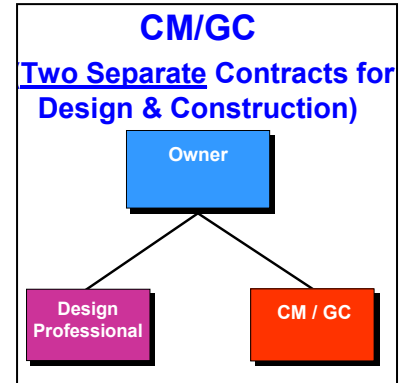 CM/GC
(Two Separate Contracts for
Design & Construction)
Owner
Design
Professional
CM / GC